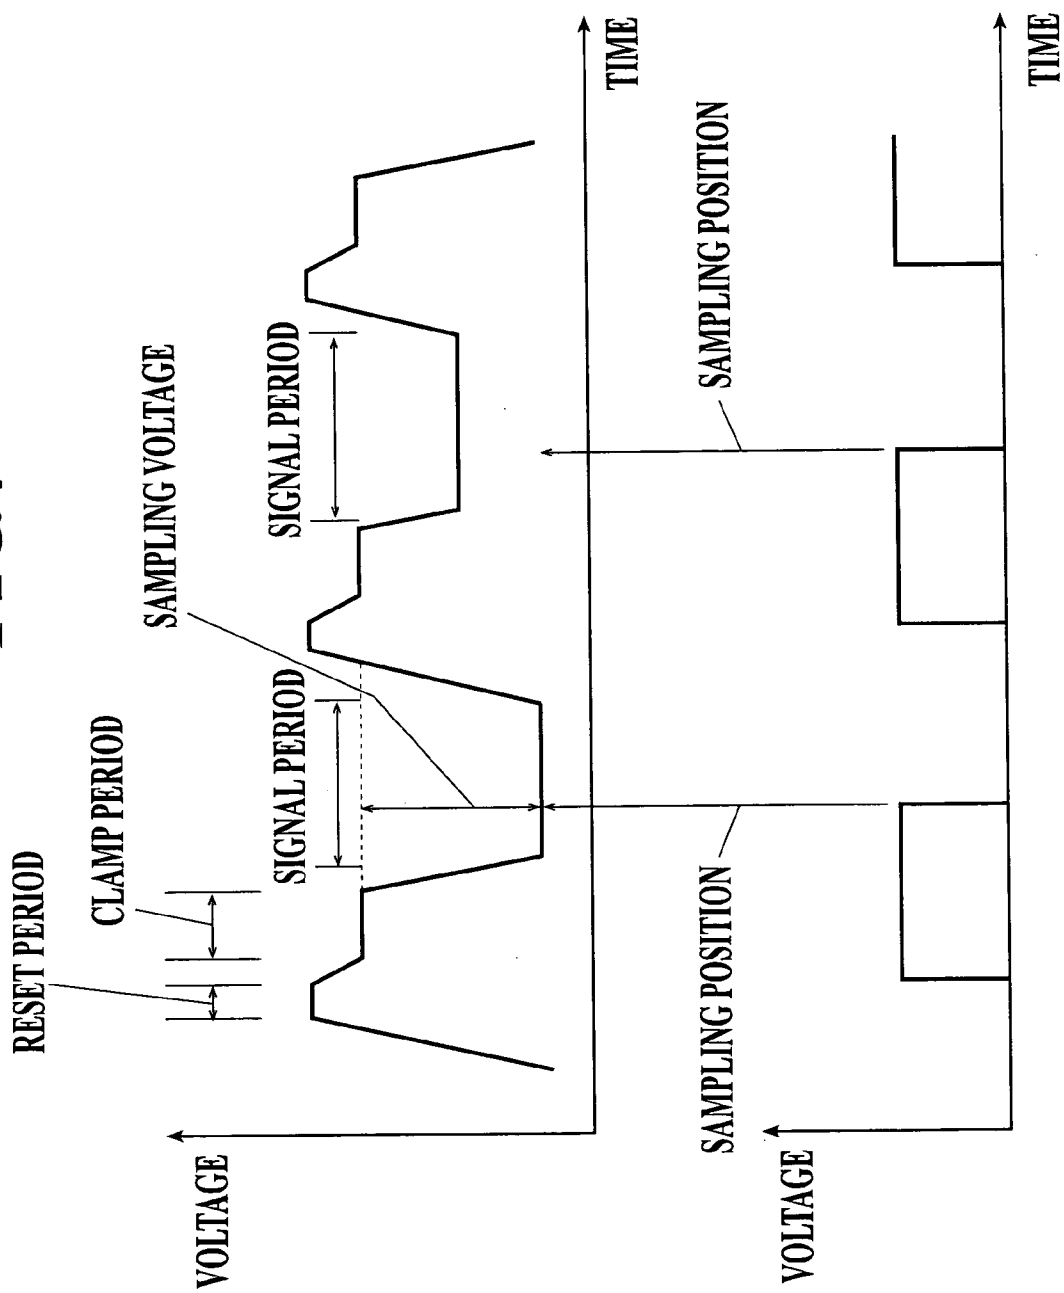 RESET PERIOD
CLAMP PERIOD
SAMPLING VOLTAGE
SIGNAL PERIOD
SIGNAL PERIOD
VOLTAGE
TIME
SAMPLING POSITION
SAMPLING POSITION
VOLTAGE
TIME